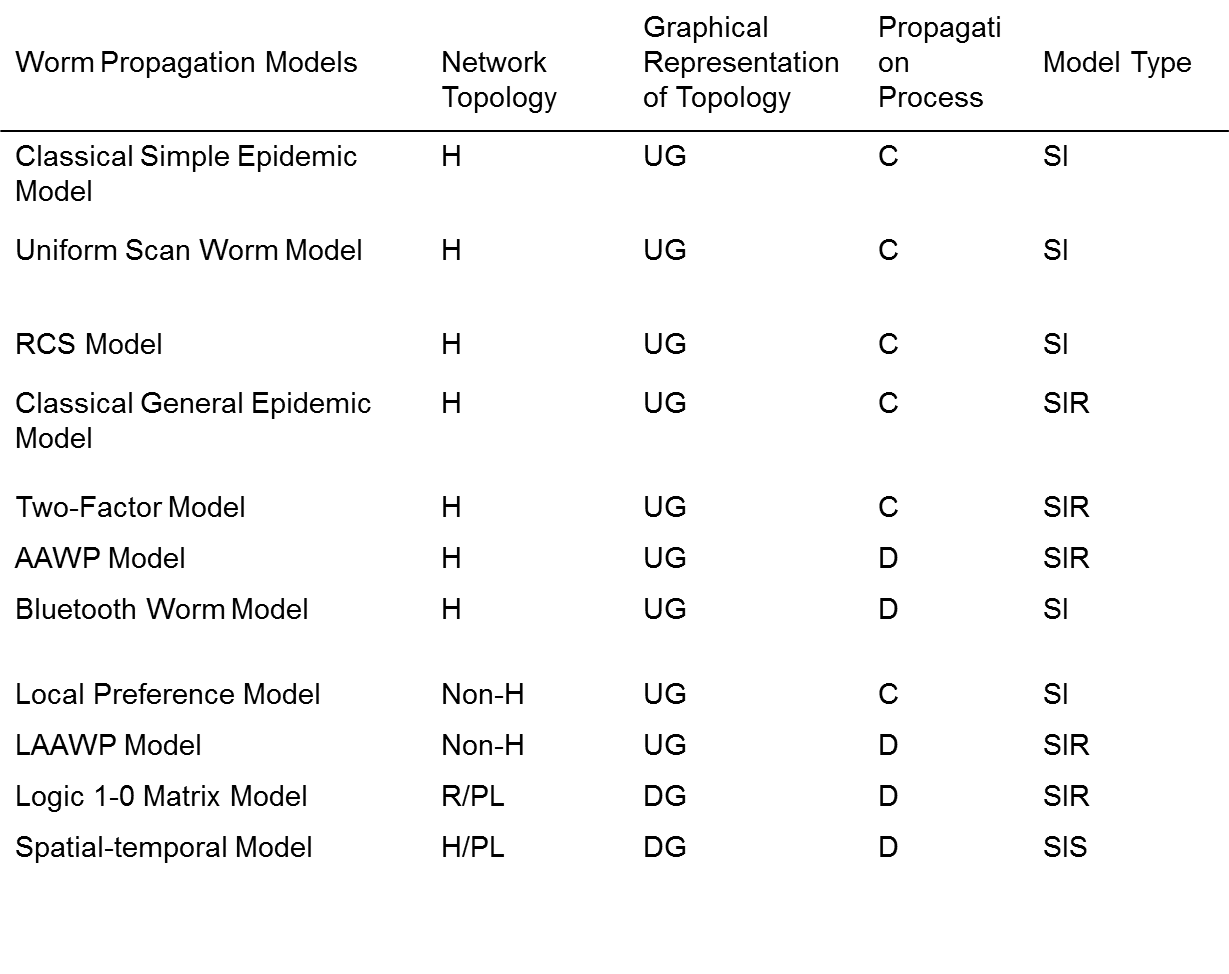 Worm Propagation Models Network Topology Graphical Representation of Topology Propagati on Process Model Type
Classical Simple Epidemic Model H UG C SI
Uniform Scan Worm Model H UG C SI
RCS Model H UG C SI
Classical General Epidemic Model H UG C SIR
Two-Factor Model H UG C SIR
AAWP Model H UG D SIR
Bluetooth Worm Model H UG D SI
Local Preference Model Non-H UG C SI
LAAWP Model Non-H UG D SIR
Logic 1-0 Matrix Model R/PL DG D SIR
Spatial-temporal Model H/PL DG D SIS